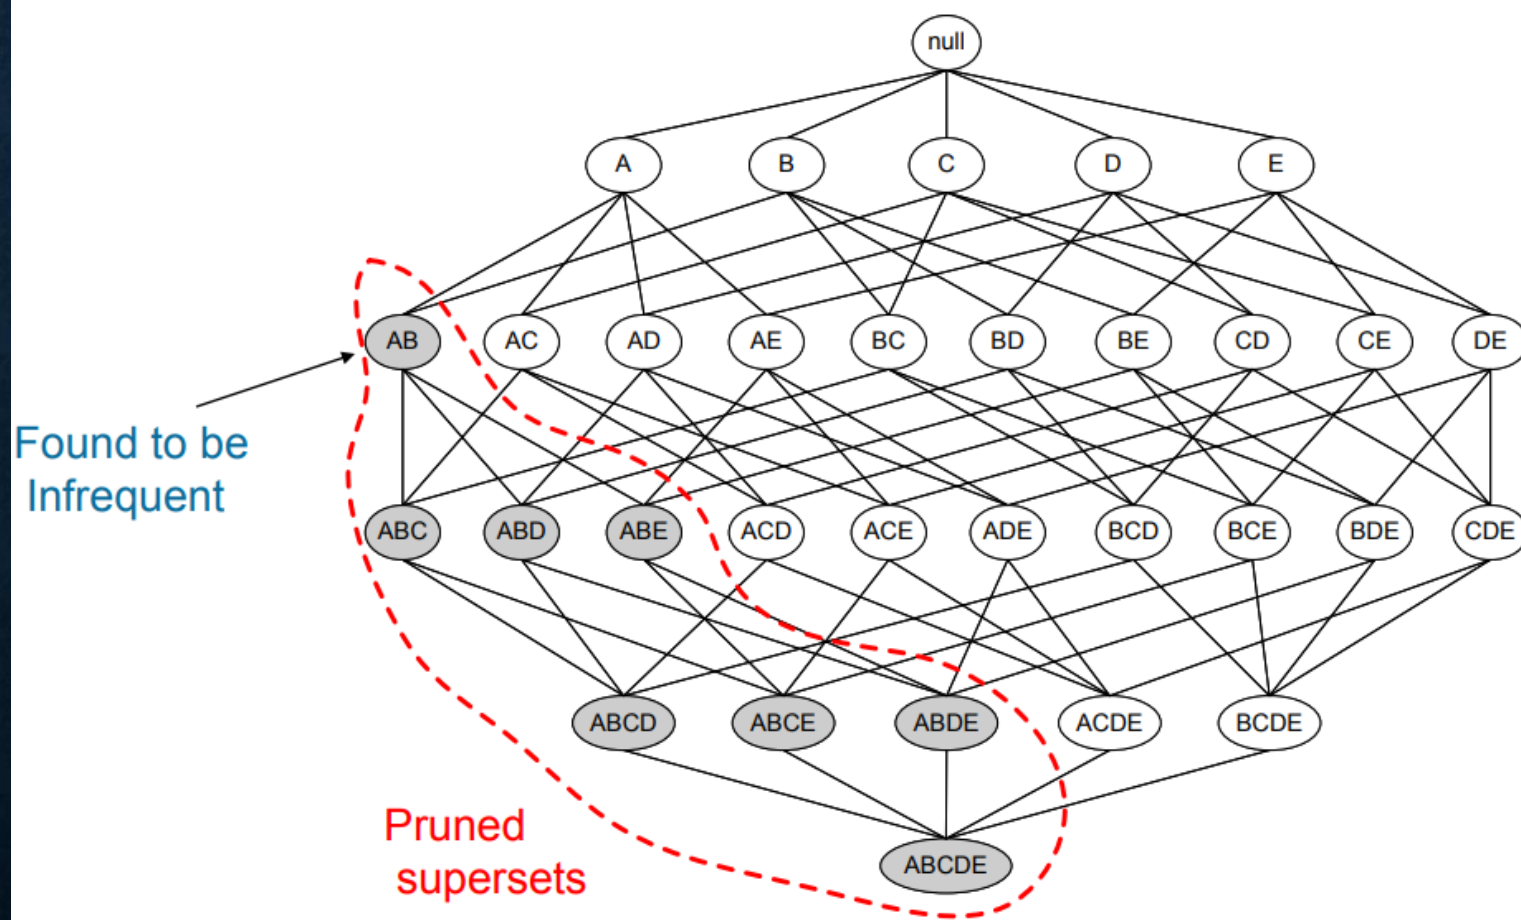 null
A B C D E
AB AC AD AE BC BD BE CD CE DE
Found to be
Infrequent
ABC ABD ABE ACD ACE ADE BCD BCE BDE CDE
ABCD ABCE ABDE ACDE BCDE
Pruned
supersets
ABCDE